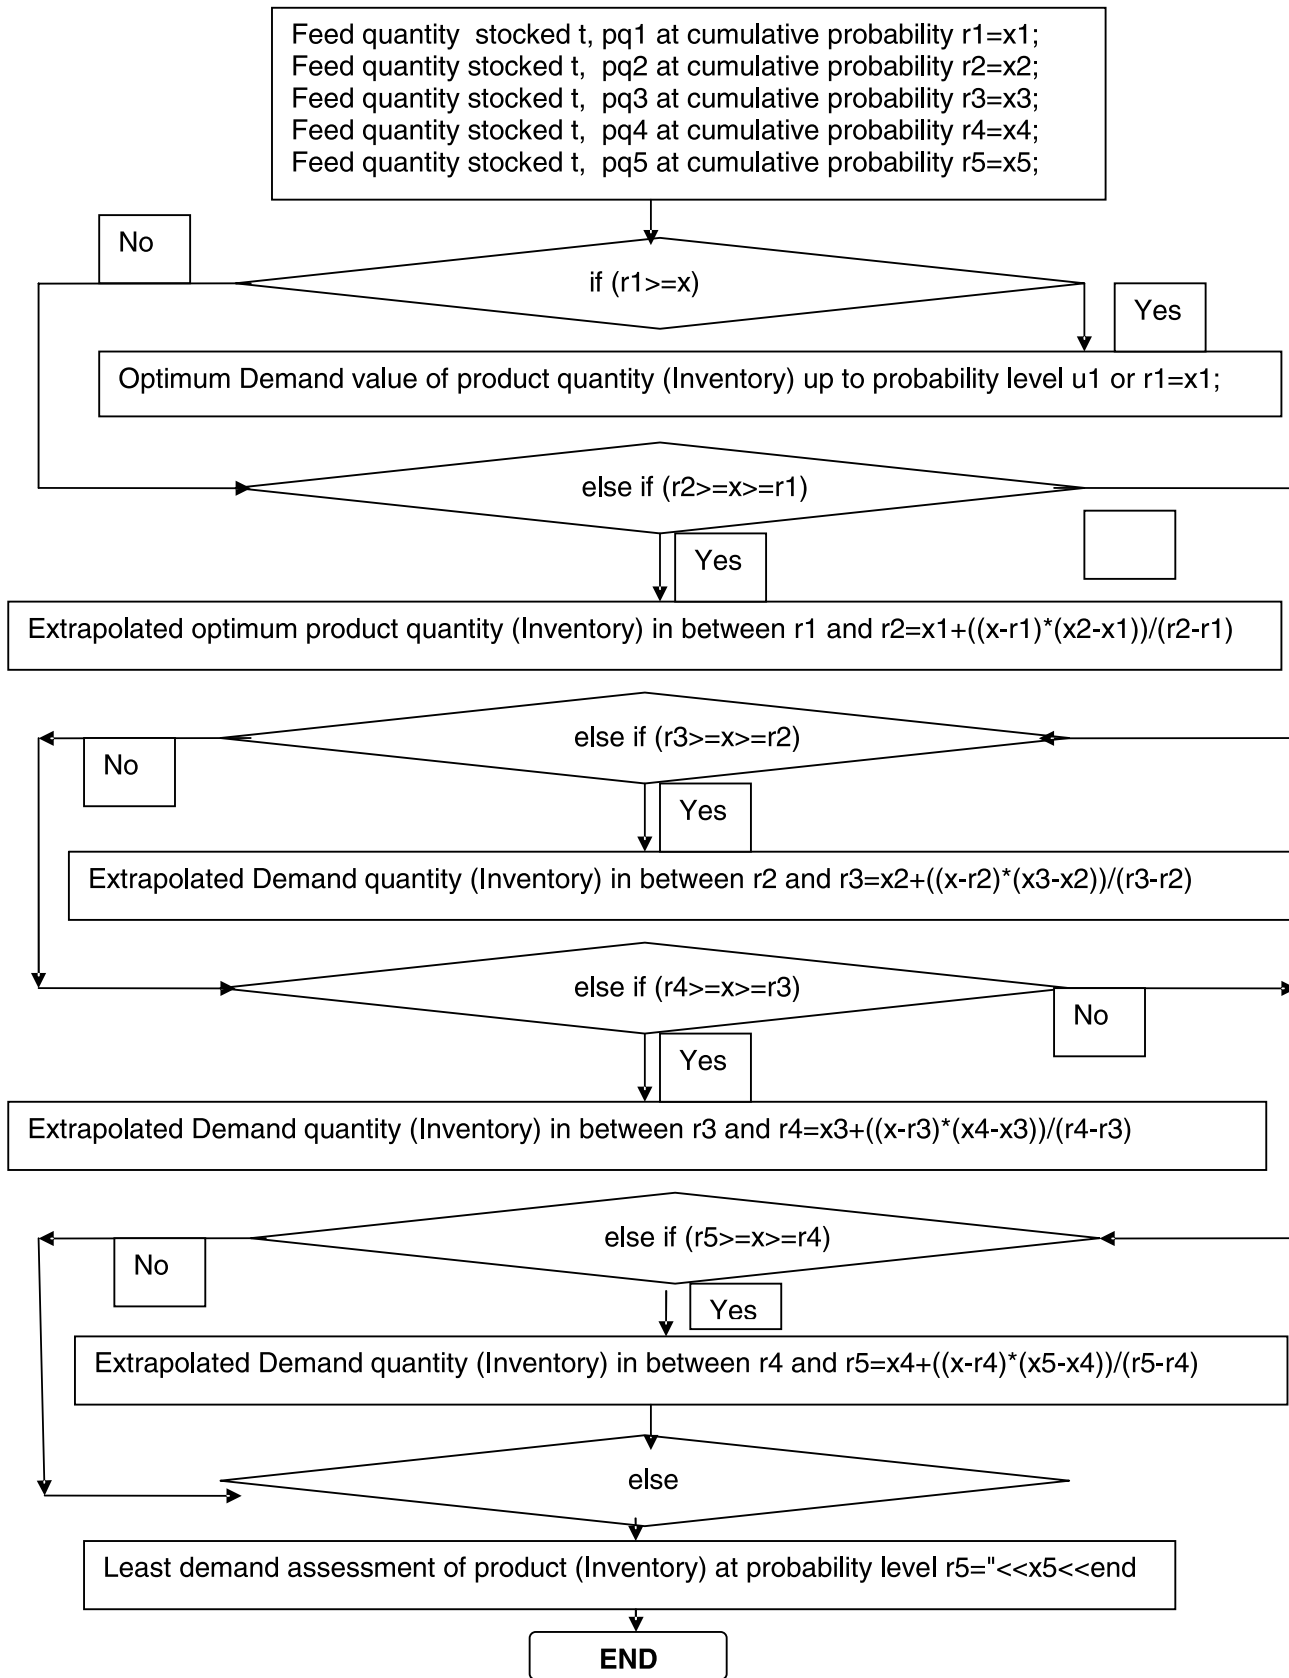 Feed quantity  stocked t, pq1 at cumulative probability r1=x1;
Feed quantity stocked t,  pq2 at cumulative probability r2=x2;
Feed quantity stocked t,  pq3 at cumulative probability r3=x3;
Feed quantity stocked t,  pq4 at cumulative probability r4=x4;
Feed quantity stocked t,  pq5 at cumulative probability r5=x5;
No
if (r1>=x)
Yes
Optimum Demand value of product quantity (Inventory) up to probability level u1 or r1=x1;
else if (r2>=x>=r1)
Yes
Extrapolated optimum product quantity (Inventory) in between r1 and r2=x1+((x-r1)*(x2-x1))/(r2-r1)
else if (r3>=x>=r2)
No
Yes
Extrapolated Demand quantity (Inventory) in between r2 and r3=x2+((x-r2)*(x3-x2))/(r3-r2)
else if (r4>=x>=r3)
No
Yes
Extrapolated Demand quantity (Inventory) in between r3 and r4=x3+((x-r3)*(x4-x3))/(r4-r3)
else if (r5>=x>=r4)
No
Yes
Extrapolated Demand quantity (Inventory) in between r4 and r5=x4+((x-r4)*(x5-x4))/(r5-r4)
else
Least demand assessment of product (Inventory) at probability level r5="<<x5<<end
END